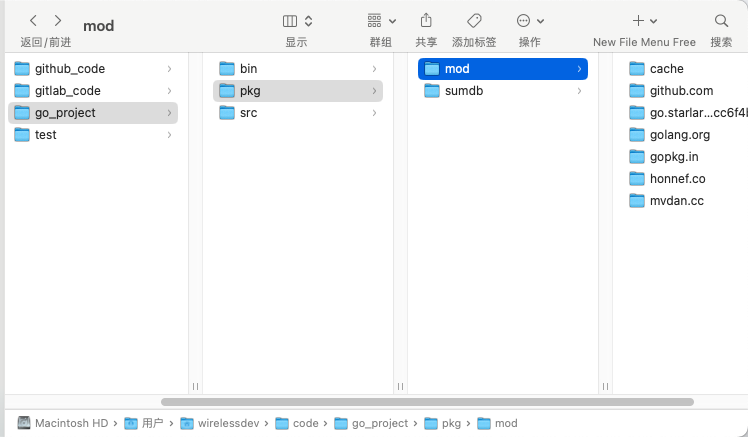 mod
返回/前进
显示
群组
共享
添加标签
操作
New File Menu Free
搜索
github_code
gitlab_code
go_project
test
bin
pkg
src
mod
sumdb
cache
github.com
go.starlar...cc6f4b
golang.org
gopkg.in
honnef.co
mvdan.cc
Macintosh HD > 用户 > wirelessdev > code > go_project > pkg > mod